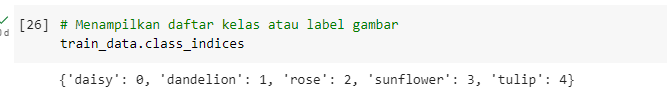 [26] # Menampilkan daftar kelas atau label gambar
train_data.class_indices
{'daisy': 0, 'dandelion': 1, 'rose': 2, 'sunflower': 3, 'tulip': 4}